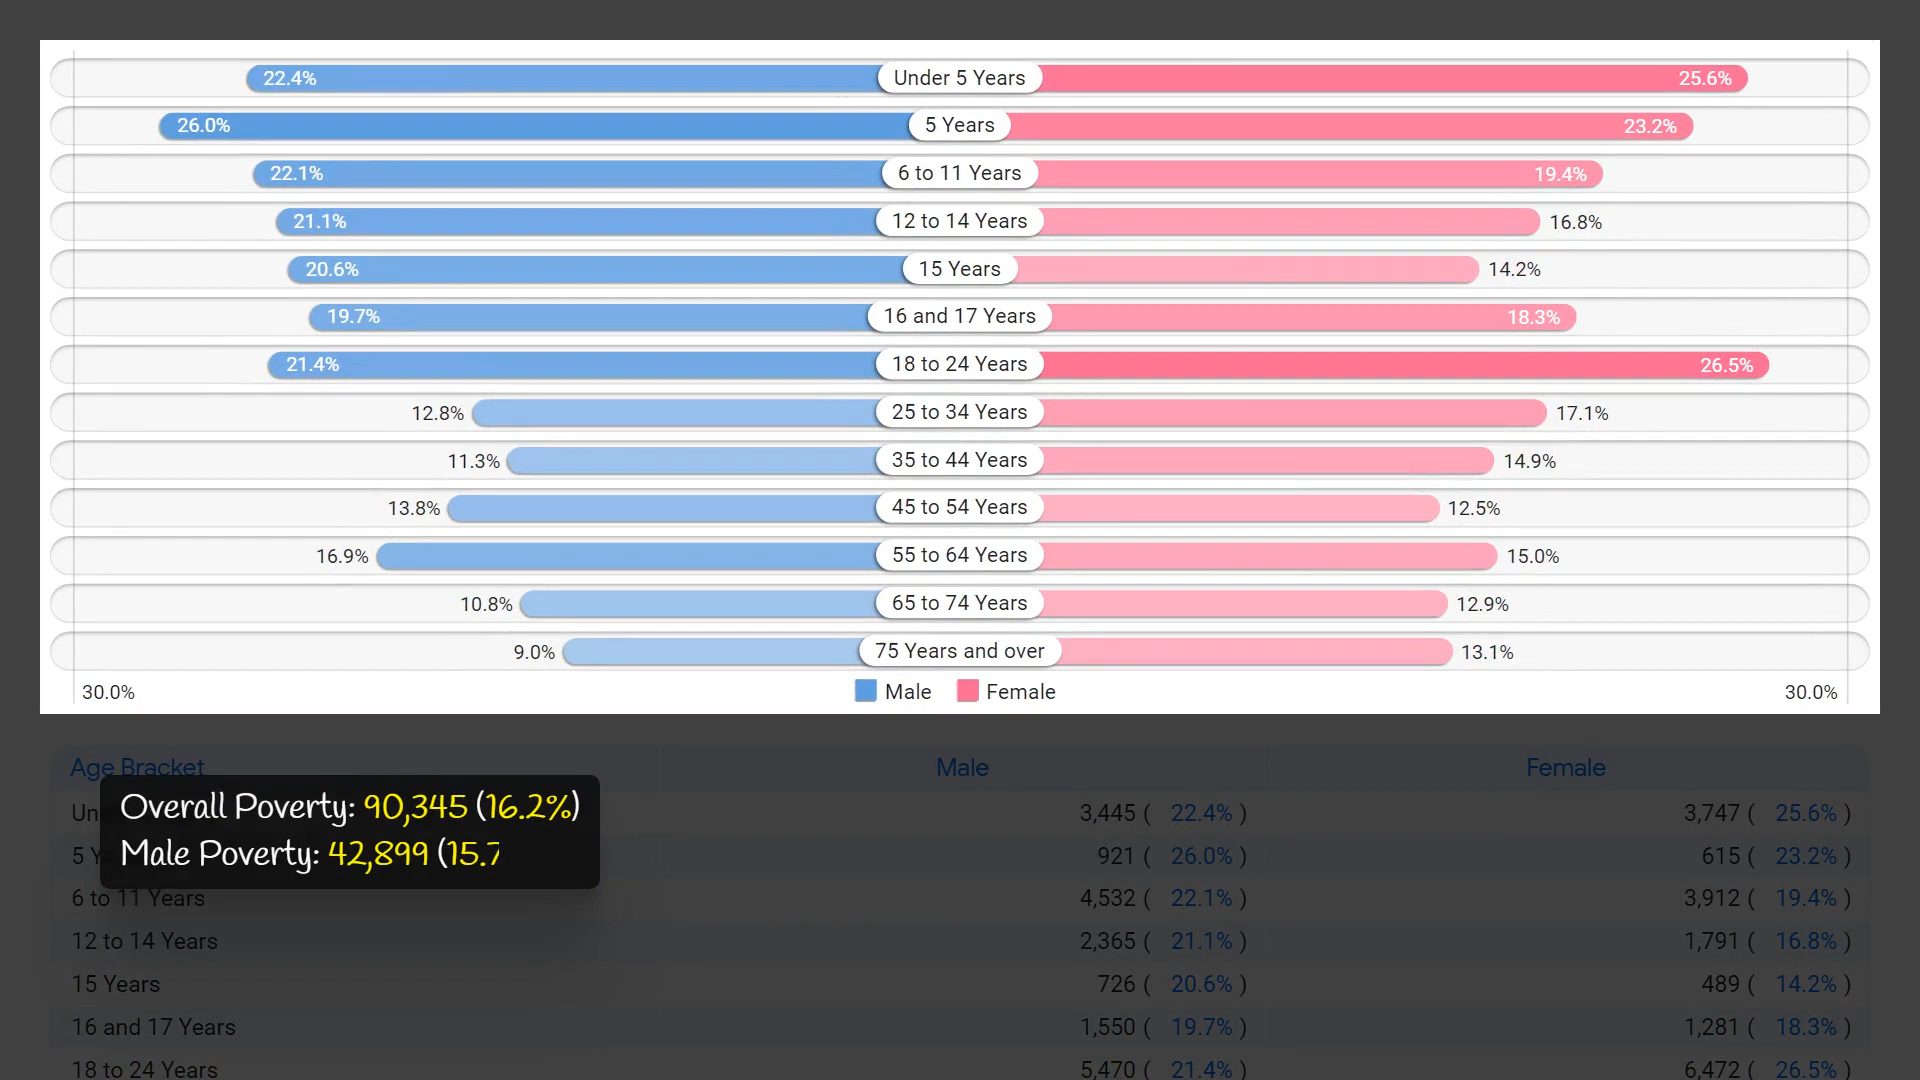 22.4% Under 5 Years 25.6%
26.0% 5 Years 23.2%
22.1% 6 to 11 Years 19.4%
21.1% 12 to 14 Years 16.8%
20.6% 15 Years 14.2%
19.7% 16 and 17 Years 18.3%
21.4% 18 to 24 Years 26.5%
12.8% 25 to 34 Years 17.1%
11.3% 35 to 44 Years 14.9%
13.8% 45 to 54 Years 12.5%
16.9% 55 to 64 Years 15.0%
10.8% 65 to 74 Years 12.9%
9.0% 75 Years and over 13.1%
30.0% Male Female 30.0%
Age Bracket Male Female
Overall Poverty: 90,345 (16.2%)
Male Poverty: 42,899 (15.7
3,445 ( 22.4% ) 3,747 ( 25.6% )
921 ( 26.0% ) 615 ( 23.2% )
6 to 11 Years 4,532 ( 22.1% ) 3,912 ( 19.4% )
12 to 14 Years 2,365 ( 21.1% ) 1,791 ( 16.8% )
15 Years 726 ( 20.6% ) 489 ( 14.2% )
16 and 17 Years 1,550 ( 19.7% ) 1,281 ( 18.3% )
18 to 24 Years 5,470 ( 21.4% ) 6,472 ( 26.5% )